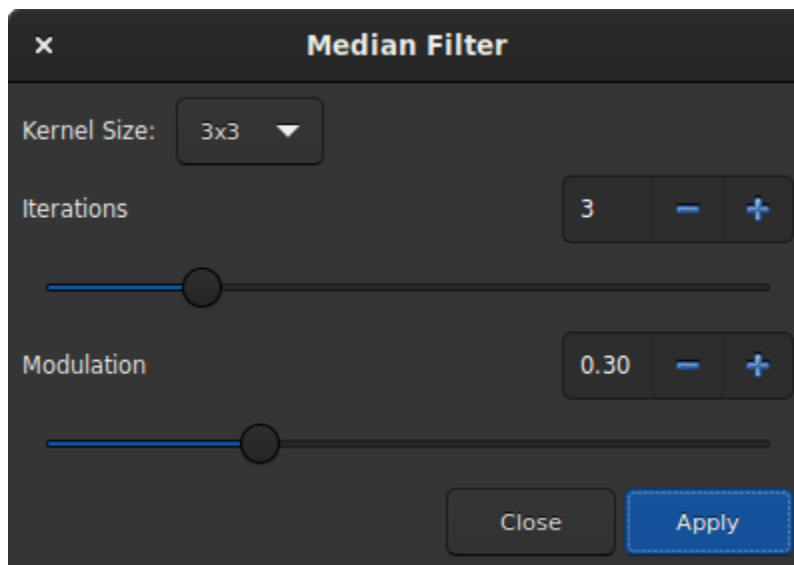 Median Filter
Kernel Size: 3x3
Iterations 3
Modulation 0.30
Close Apply